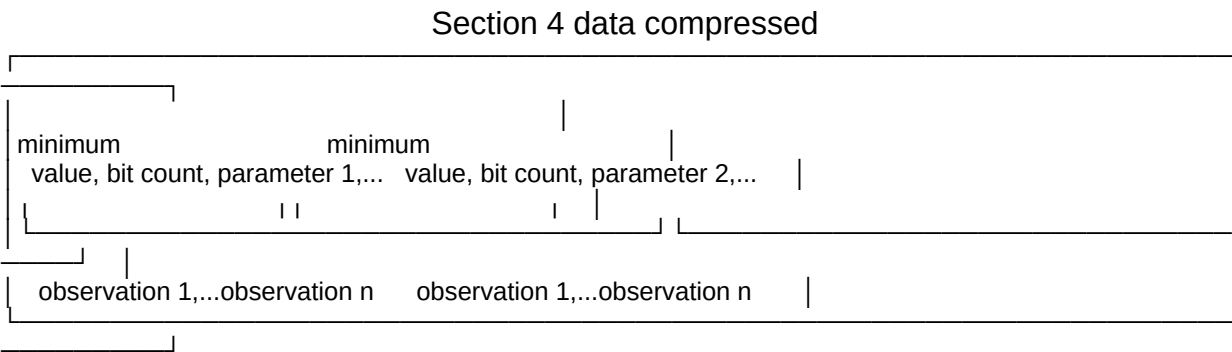 Section 4 data compressed
minimum minimum
value, bit count, parameter 1,... value, bit count, parameter 2,...
observation 1,...observation n observation 1,...observation n